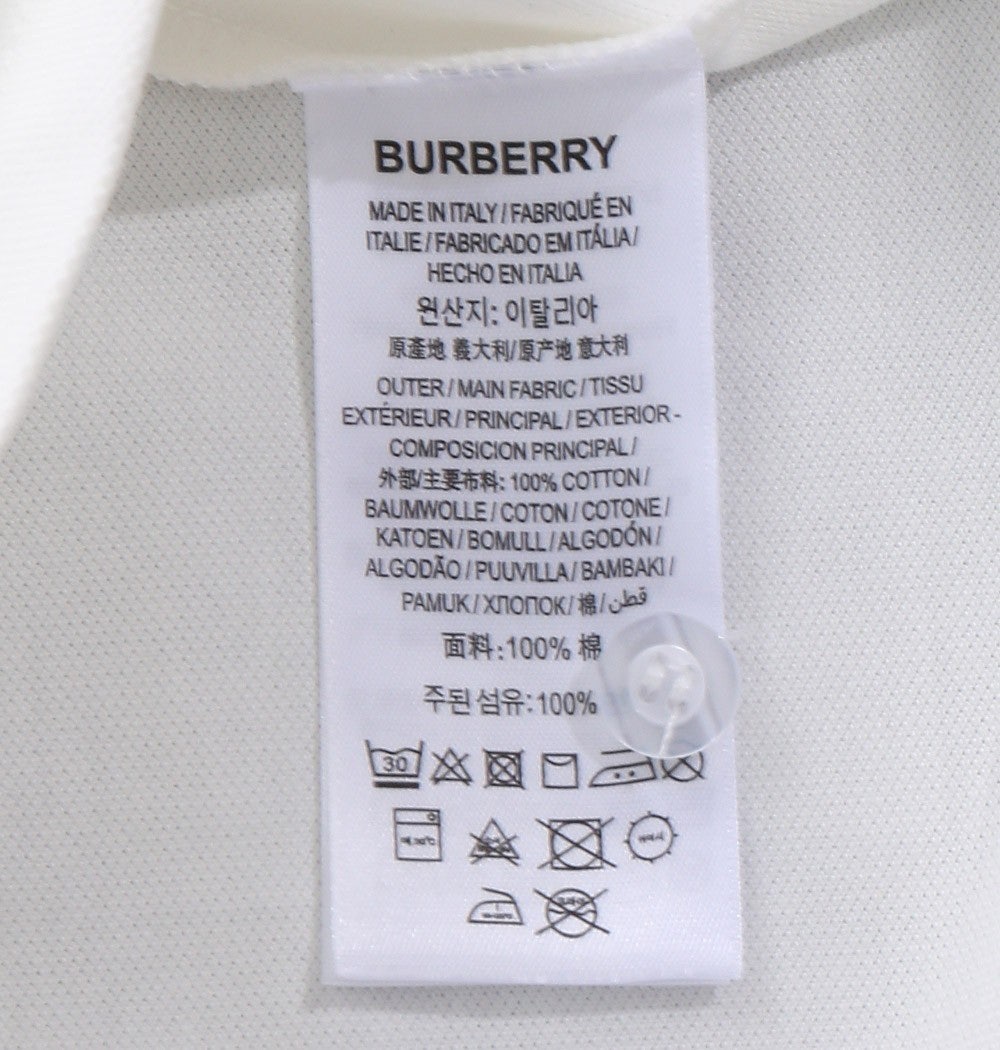 BURBERRY
MADE IN ITALY / FABRIQUÉ EN
ITALIE / FABRICADO EM ITÁLIA /
HECHO EN ITALIA
원산지: 이탈리아
原產地 義大利/原产地 意大利
OUTER / MAIN FABRIC / TISSU
EXTÉRIEUR / PRINCIPAL / EXTERIOR -
COMPOSICION PRINCIPAL /
外部/主要布料: 100% COTTON /
BAUMWOLLE / COTON / COTONE /
KATOEN / BOMULL / ALGODÓN /
ALGODÃO / PUUVILLA / BAMBAKI /
PAMUK / ХЛОПОК / 棉 / قطن
面料:100% 棉
주된 섬유:100%
30